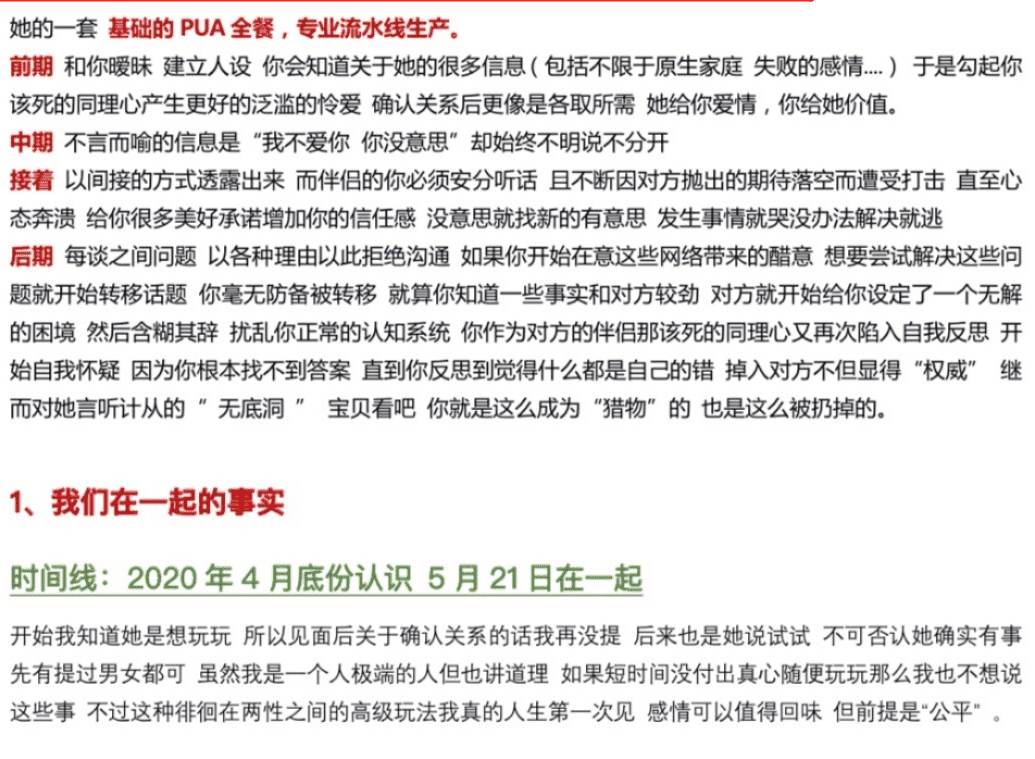 她的一套 基础的 PUA 全餐，专业流水线生产。
前期 和你暧昧 建立人设 你会知道关于她的很多信息（包括不限于原生家庭 失败的感情....） 于是勾起你
该死的同理心产生更好的泛滥的怜爱 确认关系后更像是各取所需 她给你爱情，你给她价值。
中期 不言而喻的信息是“我不爱你 你没意思”却始终不明说不分开
接着 以间接的方式透露出来 而伴侣的你必须安分听话 且不断因对方抛出的期待落空而遭受打击 直至心
态奔溃 给你很多美好承诺增加你的信任感 没意思就找新的有意思 发生事情就哭没办法解决就逃
后期 每谈之间问题 以各种理由以此拒绝沟通 如果你开始在意这些网络带来的醋意 想要尝试解决这些问
题就开始转移话题 你毫无防备被转移 就算你知道一些事实和对方较劲 对方就开始给你设定了一个无解
的困境 然后含糊其辞 扰乱你正常的认知系统 你作为对方的伴侣那该死的同理心又再次陷入自我反思 开
始自我怀疑 因为你根本找不到答案 直到你反思到觉得什么都是自己的错 掉入对方不但显得“权威” 继
而对她言听计从的“ 无底洞 ” 宝贝看吧 你就是这么成为“猎物”的 也是这么被扔掉的。
1、我们在一起的事实
时间线：2020 年 4 月底份认识 5 月 21 日在一起
开始我知道她是想玩玩 所以见面后关于确认关系的话我再没提 后来也是她说试试 不可否认她确实有事
先有提过男女都可 虽然我是一个人极端的人但也讲道理 如果短时间没付出真心随便玩玩那么我也不想说
这些事 不过这种徘徊在两性之间的高级玩法我真的人生第一次见 感情可以值得回味 但前提是“公平” 。